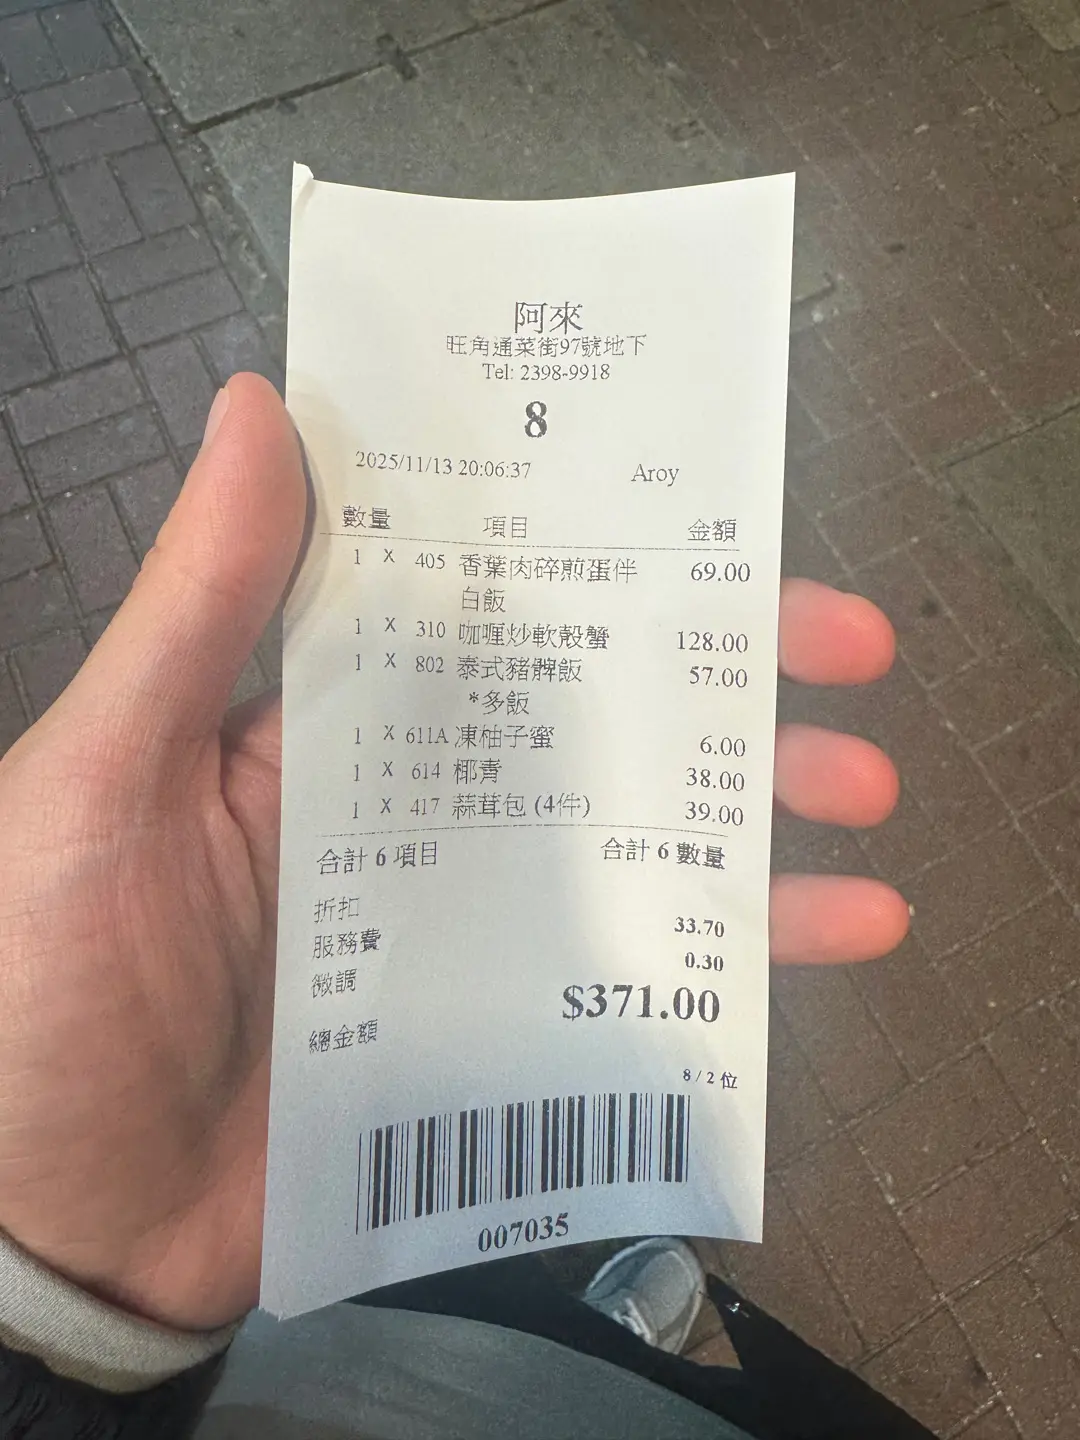 阿來
旺角通菜街97號地下
Tel: 2398-9918
8
2025/11/13 20:06:37 Aroy
數量 項目 金額
1 X 405 香葉肉碎煎蛋伴 69.00
白飯
1 X 310 咖喱炒軟殼蟹 128.00
1 X 802 泰式豬髀飯 57.00
*多飯
1 X 611A 凍柚子蜜 6.00
1 X 614 椰青 38.00
1 X 417 蒜茸包 (4件) 39.00
合計 6 項目 合計 6 數量
折扣
服務費 33.70
微調 0.30
總金額 $371.00
8 / 2 位
007035